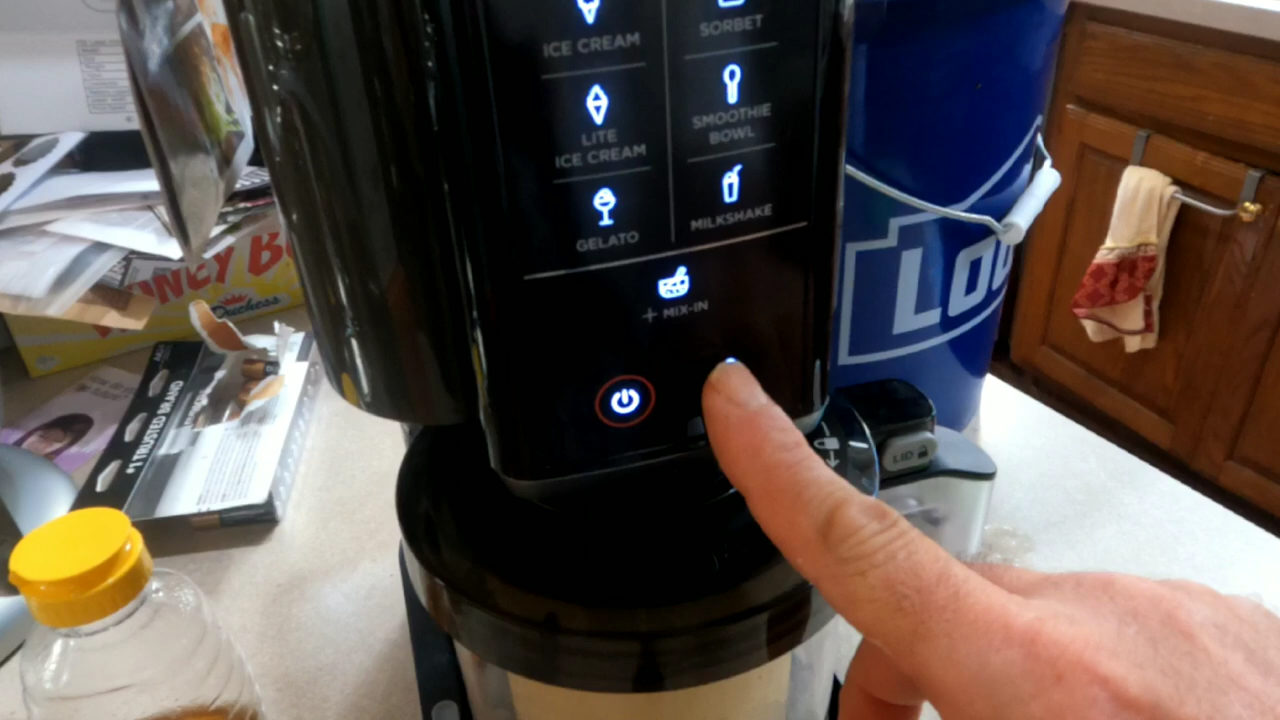 ICE CREAM
SORBET
LITE
ICE CREAM
SMOOTHIE
BOWL
GELATO
MILKSHAKE
+ MIX-IN
LID
Duchess
#1 TRUSTED BRAND